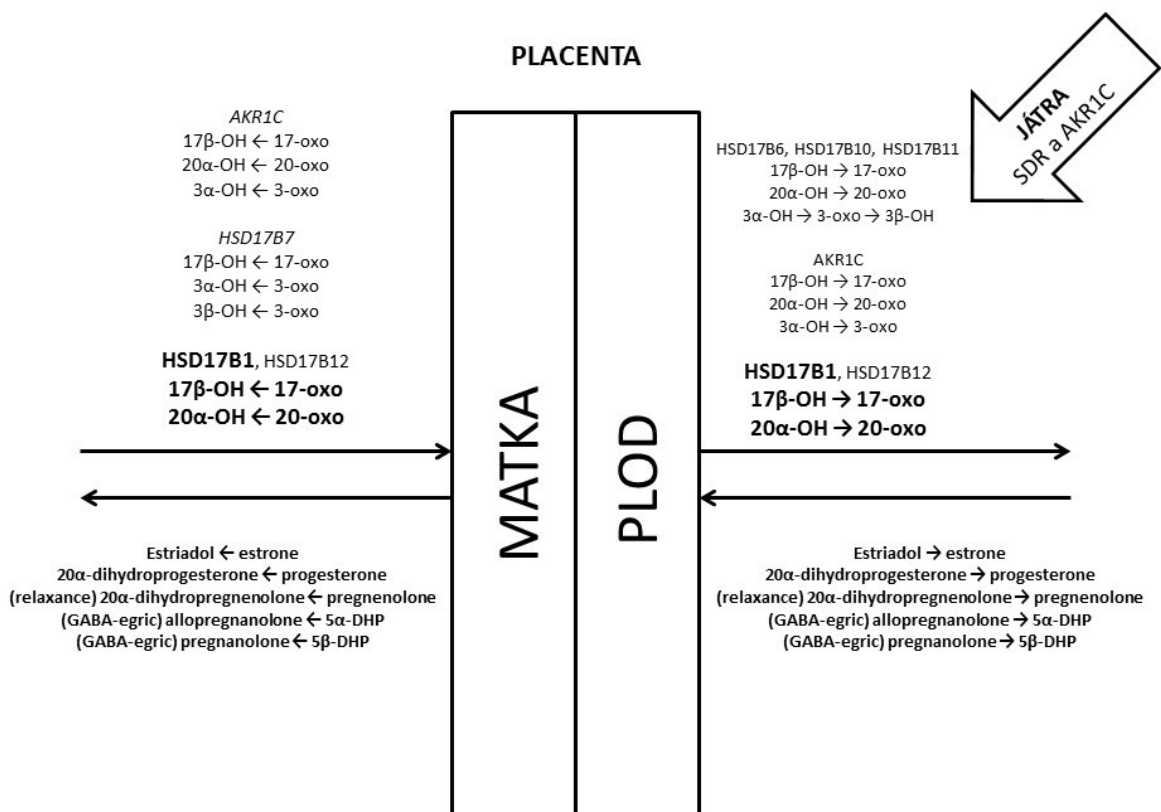 PLACENTA
AKR1C
17β-OH ← 17-oxo
20α-OH ← 20-oxo
3α-OH ← 3-oxo
HSD17B7
17β-OH ← 17-oxo
3α-OH ← 3-oxo
3β-OH ← 3-oxo
HSD17B1, HSD17B12
17β-OH ← 17-oxo
20α-OH ← 20-oxo
Estriadol ← estrone
20α-dihydroprogesterone ← progesterone
(relaxance) 20α-dihydropregnenolone ← pregnenolone
(GABA-egric) allopregnanolone ← 5α-DHP
(GABA-egric) pregnanolone ← 5β-DHP
MATKA
PLOD
JÁTRA
SDR a AKR1C
HSD17B6, HSD17B10, HSD17B11
17β-OH → 17-oxo
20α-OH → 20-oxo
3α-OH → 3-oxo → 3β-OH
AKR1C
17β-OH → 17-oxo
20α-OH → 20-oxo
3α-OH → 3-oxo
HSD17B1, HSD17B12
17β-OH → 17-oxo
20α-OH → 20-oxo
Estriadol → estrone
20α-dihydroprogesterone → progesterone
(relaxance) 20α-dihydropregnenolone → pregnenolone
(GABA-egric) allopregnanolone → 5α-DHP
(GABA-egric) pregnanolone → 5β-DHP